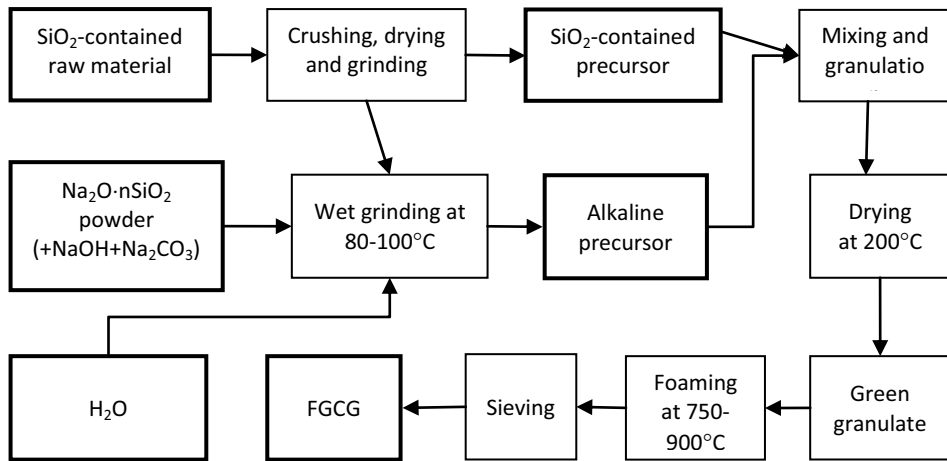 SiO₂-contained
raw material
Crushing, drying
and grinding
SiO₂-contained
precursor
Mixing and
granulatio
Na₂O·nSiO₂
powder
(+NaOH+Na₂CO₃)
Wet grinding at
80-100°C
Alkaline
precursor
Drying
at 200°C
H₂O
FGCG
Sieving
Foaming
at 750-
900°C
Green
granulate